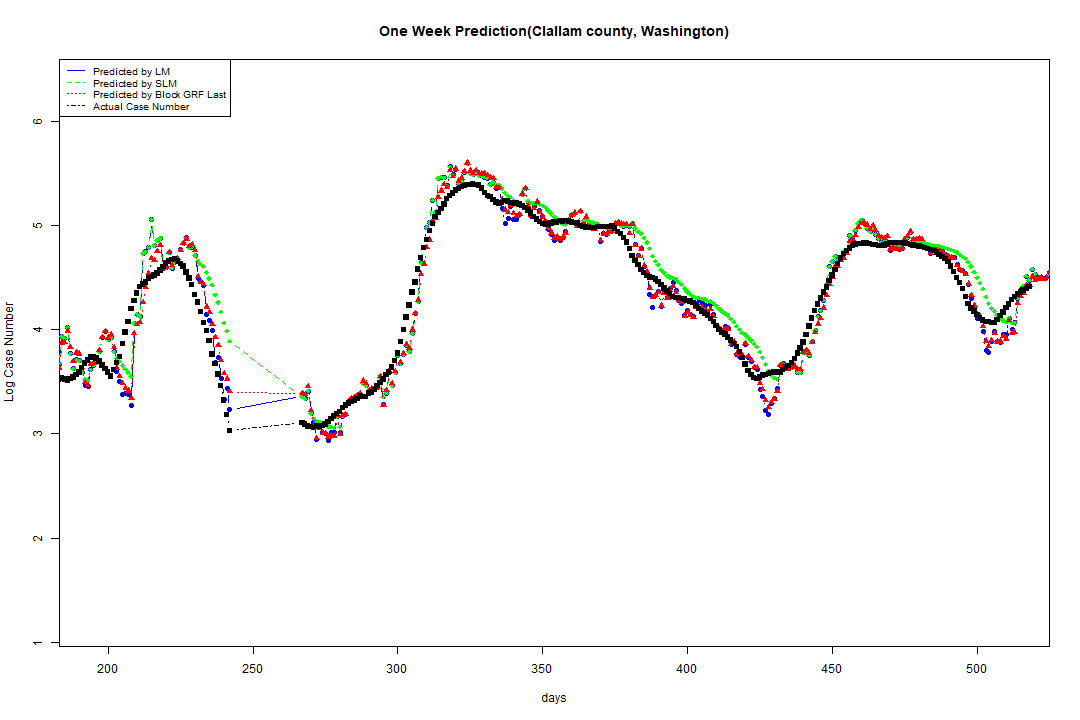 One Week Prediction(Clallam county, Washington)
Predicted by LM
Predicted by SLM
Predicted by Block GRF Last
Actual Case Number
Log Case Number
6
5
4
3
2
1
200 250 300 350 400 450 500
days